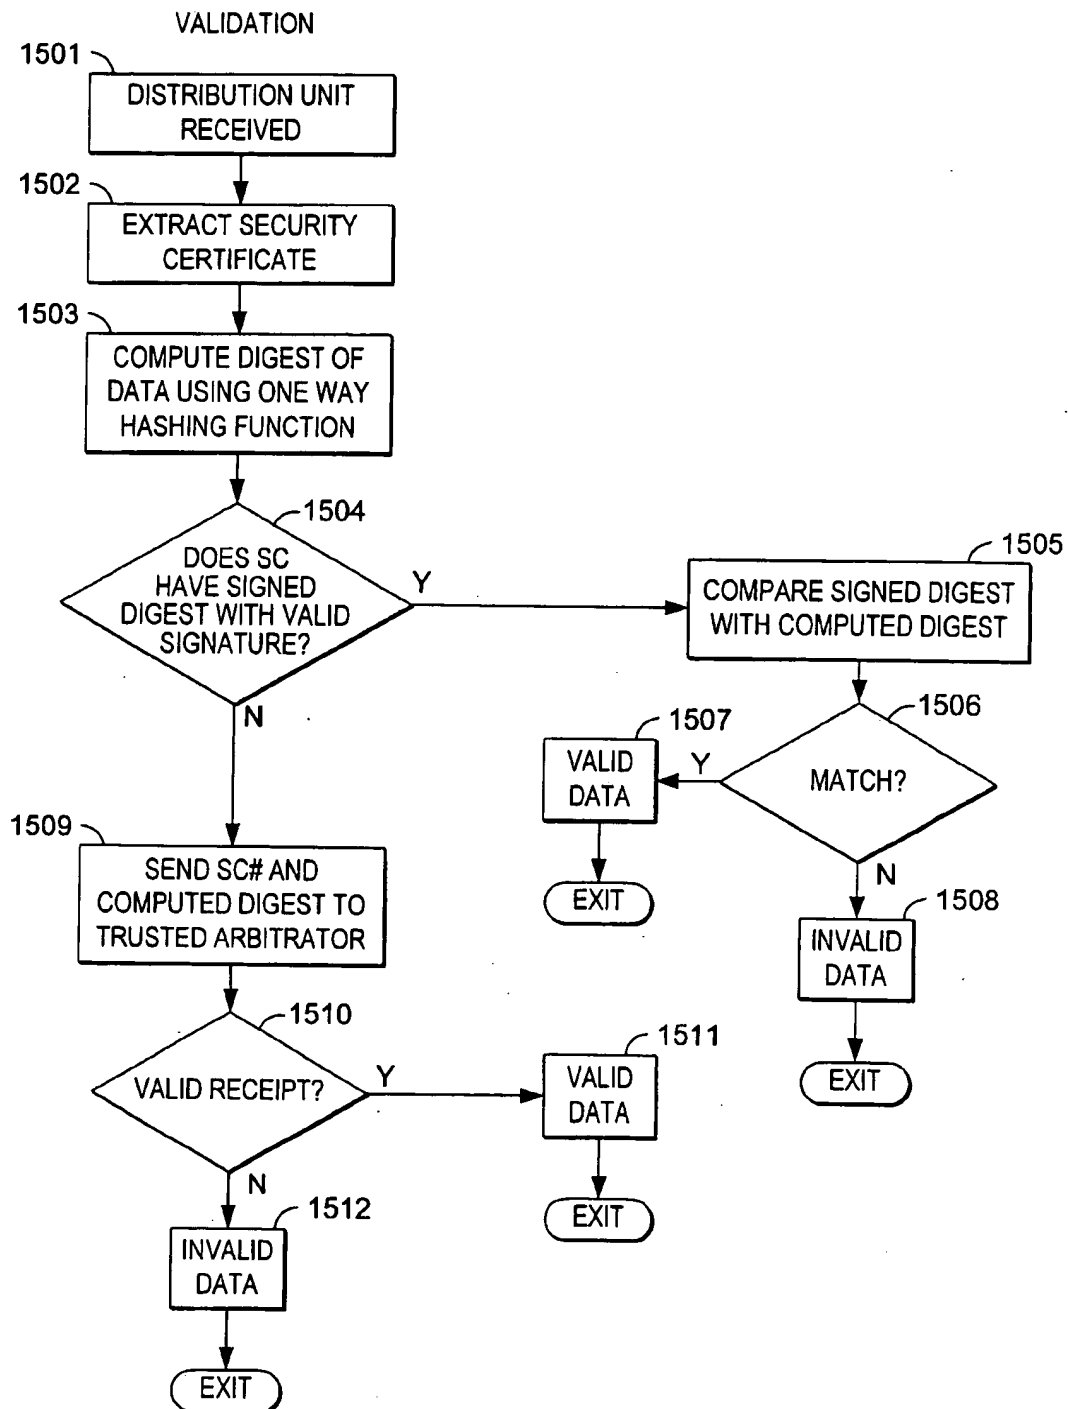 VALIDATION
1501
DISTRIBUTION UNIT
RECEIVED
1502
EXTRACT SECURITY
CERTIFICATE
1503
COMPUTE DIGEST OF
DATA USING ONE WAY
HASHING FUNCTION
1504
DOES SC
HAVE SIGNED
DIGEST WITH VALID
SIGNATURE?
Y
N
1505
COMPARE SIGNED DIGEST
WITH COMPUTED DIGEST
1506
MATCH?
Y
N
1507
VALID
DATA
EXIT
1508
INVALID
DATA
EXIT
1509
SEND SC# AND
COMPUTED DIGEST TO
TRUSTED ARBITRATOR
1510
VALID RECEIPT?
Y
N
1511
VALID
DATA
EXIT
1512
INVALID
DATA
EXIT